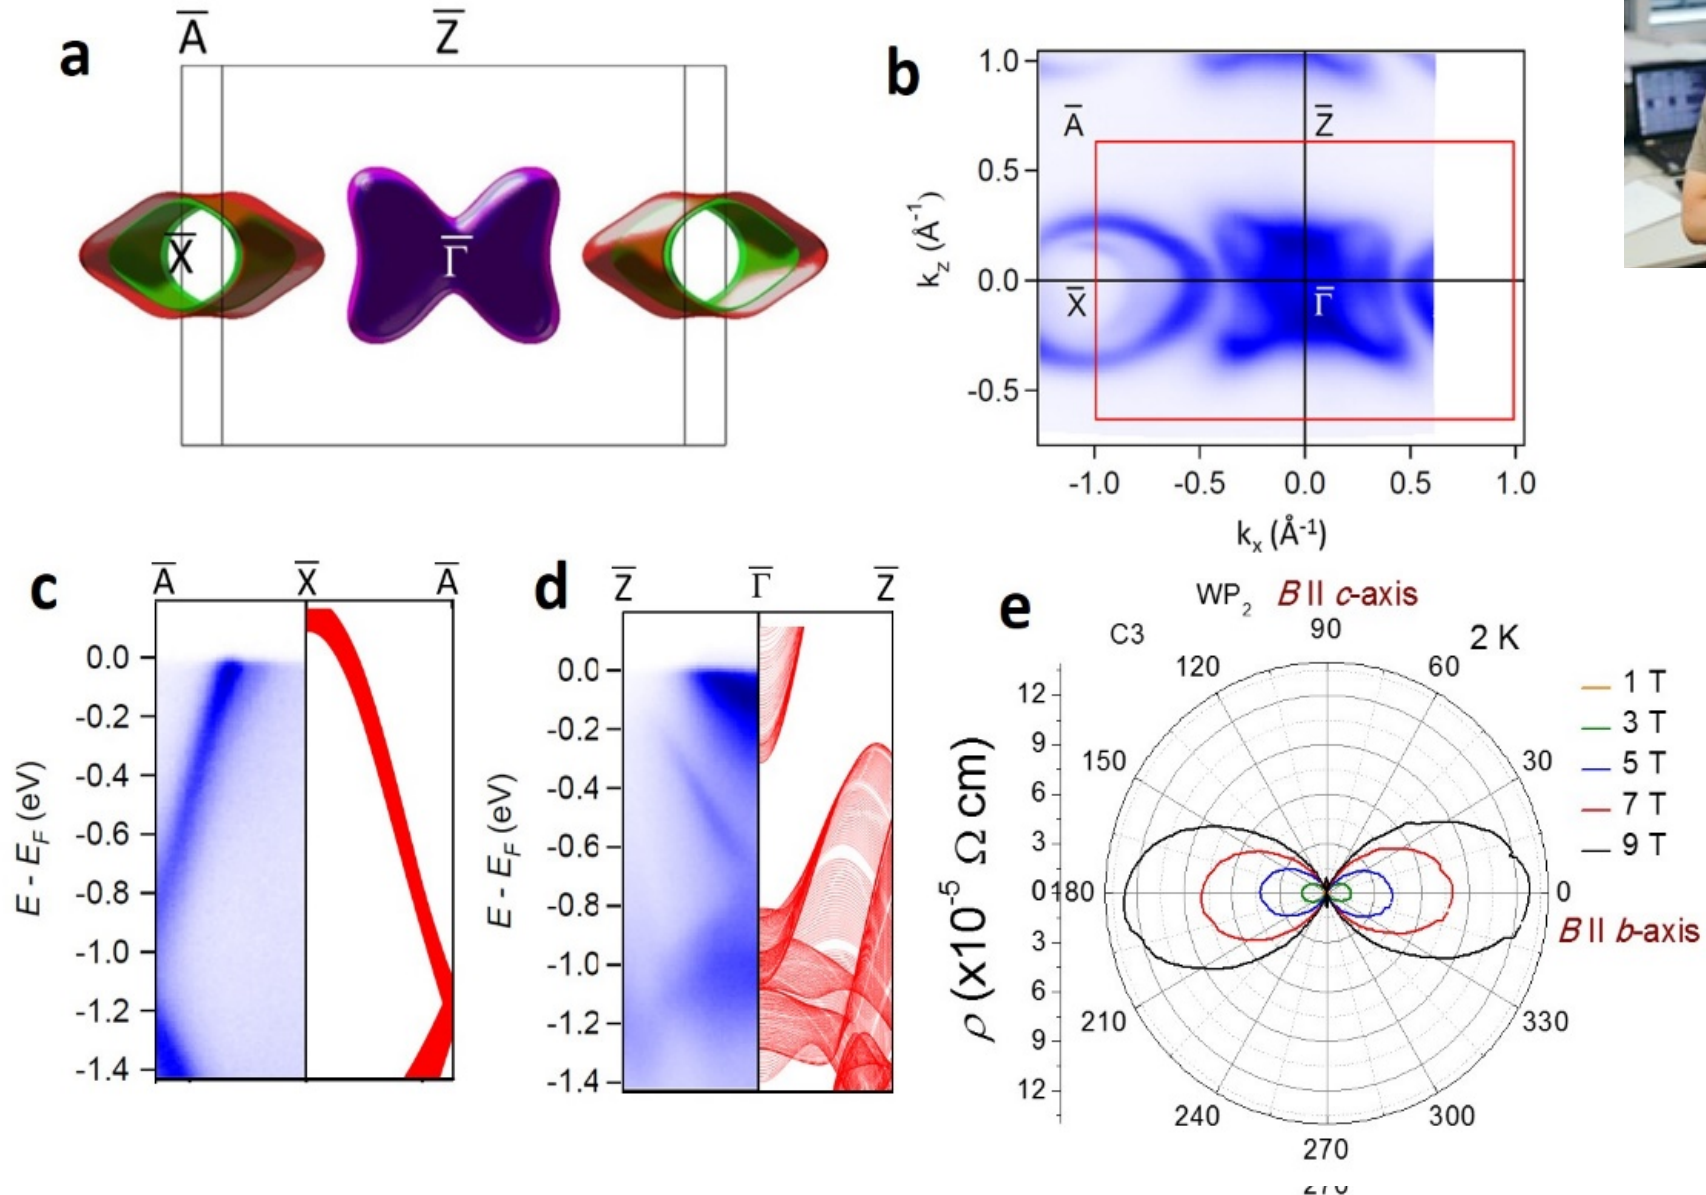 a
A̅ Z̅
X̅ Γ̅
b
1.0
0.5
0.0
-0.5
k_z (Å⁻¹)
A̅ Z̅
X̅ Γ̅
-1.0 -0.5 0.0 0.5 1.0
k_x (Å⁻¹)
c
A̅ X̅ A̅
0.0
-0.2
-0.4
-0.6
-0.8
-1.0
-1.2
-1.4
E - E_F (eV)
d
Z̅ Γ̅ Z̅
0.0
-0.2
-0.4
-0.6
-0.8
-1.0
-1.2
-1.4
E - E_F (eV)
e
WP₂ B II c-axis
C3 90 2 K
120 60
150 30
180 0
210 330
240 300
270
12
9
6
3
0
3
6
9
12
ρ (x10⁻⁵ Ω cm)
B II b-axis
1 T
3 T
5 T
7 T
9 T